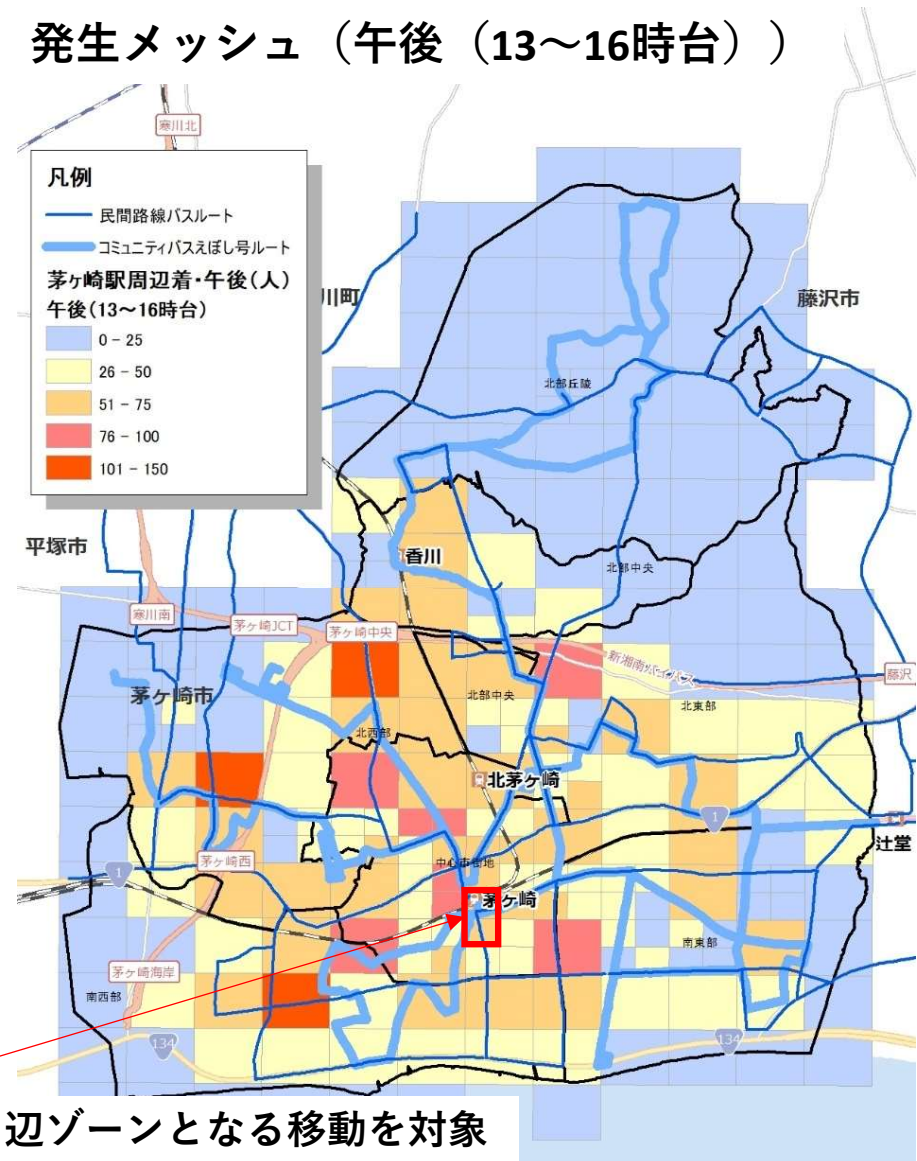 発生メッシュ（午後（13～16時台））
寒川北
凡例
民間路線バスルート
コミュニティバスえぼし号ルート
茅ヶ崎駅周辺着・午後(人)
午後(13～16時台)
0 - 25
26 - 50
51 - 75
76 - 100
101 - 150
川町
藤沢市
北部丘陵
平塚市
香川
北部中央
寒川南
茅ヶ崎JCT
茅ヶ崎中央
新湘南バイパス
藤沢
茅ヶ崎市
北部中央
北東部
北西部
北茅ヶ崎
1
辻堂
中心市街地
茅ヶ崎西
1
茅ヶ崎
南東部
茅ヶ崎海岸
南西部
134
134
辺ゾーンとなる移動を対象